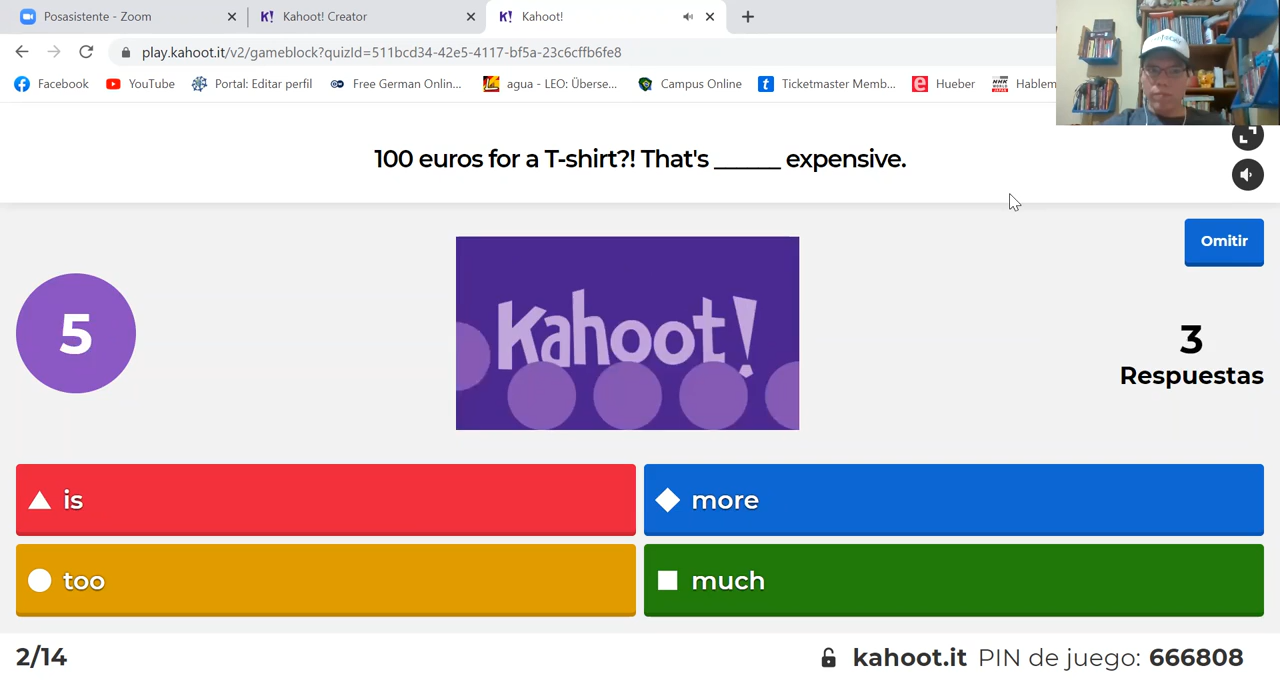 Posasistente - Zoom
Kahoot! Creator
Kahoot!
play.kahoot.it/v2/gameblock?quizId=511bcd34-42e5-4117-bf5a-23c6cffb6fe8
Facebook
YouTube
Portal: Editar perfil
Free German Onlin...
agua - LEO: Überse...
Campus Online
Ticketmaster Memb...
Hueber
Hablem
100 euros for a T-shirt?! That's ______ expensive.
Omitir
5
Kahoot!
3
Respuestas
is
more
too
much
2/14
kahoot.it PIN de juego: 666808